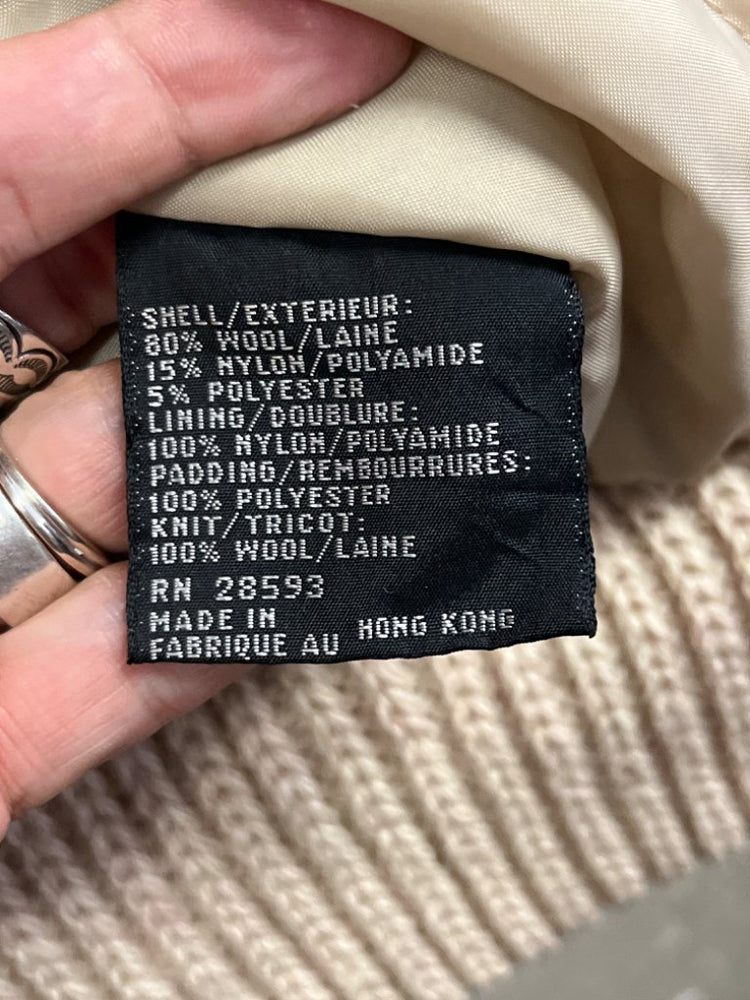 SHELL/EXTERIEUR:
80% WOOL/LAINE
15% NYLON/POLYAMIDE
5% POLYESTER
LINING/DOUBLURE:
100% NYLON/POLYAMIDE
PADDING/REMBOURRURES:
100% POLYESTER
KNIT/TRICOT:
100% WOOL/LAINE
RN 28593
MADE IN
FABRIQUE AU HONG KONG